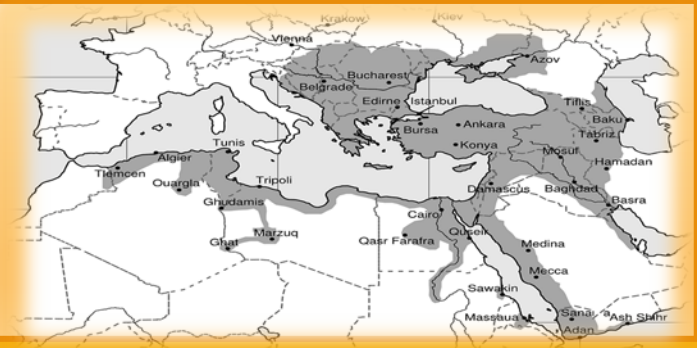 Krakow
Kiev
Vienna
Azov
Bucharest
Belgrade
Edirne
Istanbul
Tiflis
Bursa
Ankara
Baku
Tabriz
Tunis
Konya
Algier
Mosul
Hamadan
Tlemcen
Ouargla
Tripoli
Damascus
Baghdad
Ghudamis
Basra
Cairo
Marzuq
Quseir
Ghat
Qasr Farafra
Medina
Mecca
Sawakin
Massaua
Sanaa
Ash Shihr
Adan